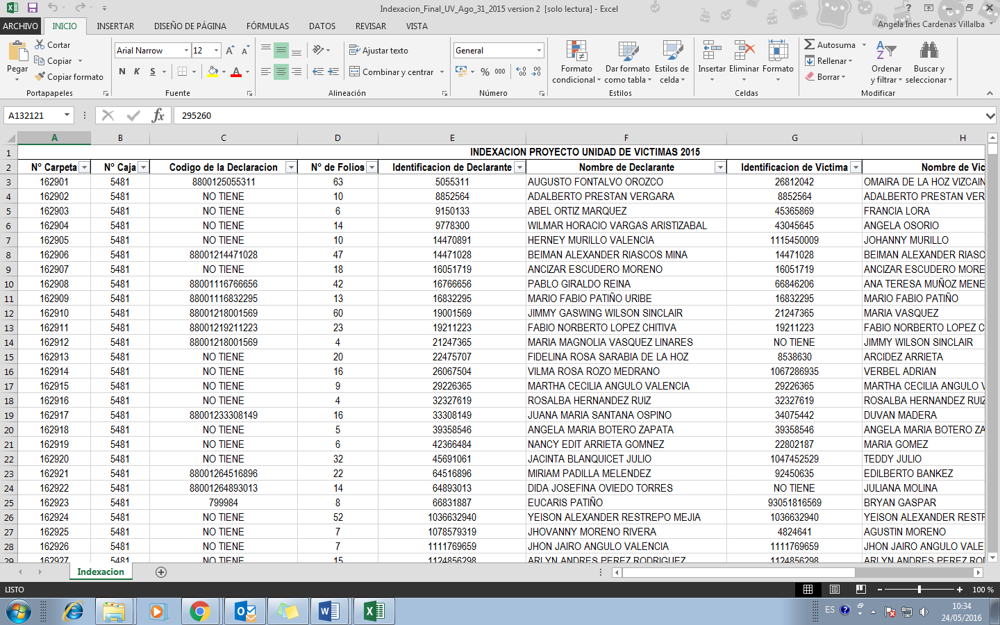 Indexacion_Final_UV_Ago_31_2015 version 2 [solo lectura] - Excel
ARCHIVO INICIO INSERTAR DISEÑO DE PÁGINA FÓRMULAS DATOS REVISAR VISTA Angela Ines Cardenas Villalba
Pegar Cortar Copiar Copiar formato Portapapeles
Arial Narrow 12 N K S A Fuente
Ajustar texto Combinar y centrar Alineación
General % 000 Número
Formato condicional Dar formato como tabla Estilos de celda Estilos
Insertar Eliminar Formato Celdas
Autosuma Rellenar Borrar Ordenar y filtrar Buscar y seleccionar Modificar
A132121 fx 295260
A B C D E F G H
1 INDEXACION PROYECTO UNIDAD DE VICTIMAS 2015
2 N° Carpeta N° Caja Codigo de la Declaracion N° de Folios Identificacion de Declarante Nombre de Declarante Identificacion de Victima Nombre de Vic
3 162901 5481 8800125055311 63 5055311 AUGUSTO FONTALVO OROZCO 26812042 OMAIRA DE LA HOZ VIZCAIN
4 162902 5481 NO TIENE 10 8852564 ADALBERTO PRESTAN VERGARA 8852564 ADALBERTO PRESTAN VER
5 162903 5481 NO TIENE 6 9150133 ABEL ORTIZ MARQUEZ 45365869 FRANCIA LORA
6 162904 5481 NO TIENE 14 9778300 WILMAR HORACIO VARGAS ARISTIZABAL 43045645 ANGELA OSORIO
7 162905 5481 NO TIENE 10 14470891 HERNEY MURILLO VALENCIA 1115450009 JOHANNY MURILLO
8 162906 5481 88001214471028 47 14471028 BEIMAN ALEXANDER RIASCOS MINA 14471028 BEIMAN ALEXANDER RIASC
9 162907 5481 NO TIENE 18 16051719 ANCIZAR ESCUDERO MORENO 16051719 ANCIZAR ESCUDERO MORE
10 162908 5481 88001116766656 42 16766656 PABLO GIRALDO REINA 66846206 ANA TERESA MUÑOZ MENE
11 162909 5481 88001116832295 13 16832295 MARIO FABIO PATIÑO URIBE 16832295 MARIO FABIO PATIÑO
12 162910 5481 88001218001569 60 19001569 JIMMY GASWING WILSON SINCLAIR 21247365 MARIA VASQUEZ
13 162911 5481 88001219211223 23 19211223 FABIO NORBERTO LOPEZ CHITIVA 19211223 FABIO NORBERTO LOPEZ C
14 162912 5481 88001218001569 4 21247365 MARIA MAGNOLIA VASQUEZ LINARES NO TIENE JIMMY WILSON SINCLAIR
15 162913 5481 NO TIENE 20 22475707 FIDELINA ROSA SARABIA DE LA HOZ 8538630 ARCIDEZ ARRIETA
16 162914 5481 NO TIENE 16 26067504 VILMA ROSA ROZO MEDRANO 1067286935 VERBEL ADRIAN
17 162915 5481 NO TIENE 9 29226365 MARTHA CECILIA ANGULO VALENCIA 29226365 MARTHA CECILIA ANGULO V
18 162916 5481 NO TIENE 4 32327619 ROSALBA HERNANDEZ RUIZ 32327619 ROSALBA HERNANDEZ RUIZ
19 162917 5481 88001233308149 16 33308149 JUANA MARIA SANTANA OSPINO 34075442 DUVAN MADERA
20 162918 5481 NO TIENE 5 39358546 ANGELA MARIA BOTERO ZAPATA 39358546 ANGELA MARIA BOTERO ZA
21 162919 5481 NO TIENE 6 42366484 NANCY EDIT ARRIETA GOMNEZ 22802187 MARIA GOMEZ
22 162920 5481 NO TIENE 32 45691061 JACINTA BLANQUICET JULIO 1047452529 TEDDY JULIO
23 162921 5481 88001264516896 22 64516896 MIRIAM PADILLA MELENDEZ 92450635 EDILBERTO BANKEZ
24 162922 5481 88001264893013 14 64893013 DIDA JOSEFINA OVIEDO TORRES NO TIENE JULIANA MOLINA
25 162923 5481 799984 8 66831887 EUCARIS PATIÑO 93051816569 BRYAN GASPAR
26 162924 5481 NO TIENE 52 1036632940 YEISON ALEXANDER RESTREPO MEJIA 1036632940 YEISON ALEXANDER RESTR
27 162925 5481 NO TIENE 7 1078579319 JHOVANNY MORENO RIVERA 4824641 AGUSTIN MORENO
28 162926 5481 NO TIENE 7 1111769659 JHON JAIRO ANGULO VALENCIA 1111769659 JHON JAIRO ANGULO VALE
29 162927 5481 NO TIENE 15 1124856298 ARLYN ANDRES PEREZ RODRIGUEZ 1124856298 ARLYN ANDRES PEREZ ROD
Indexacion
LISTO 100 %
ES 10:34
24/05/2016